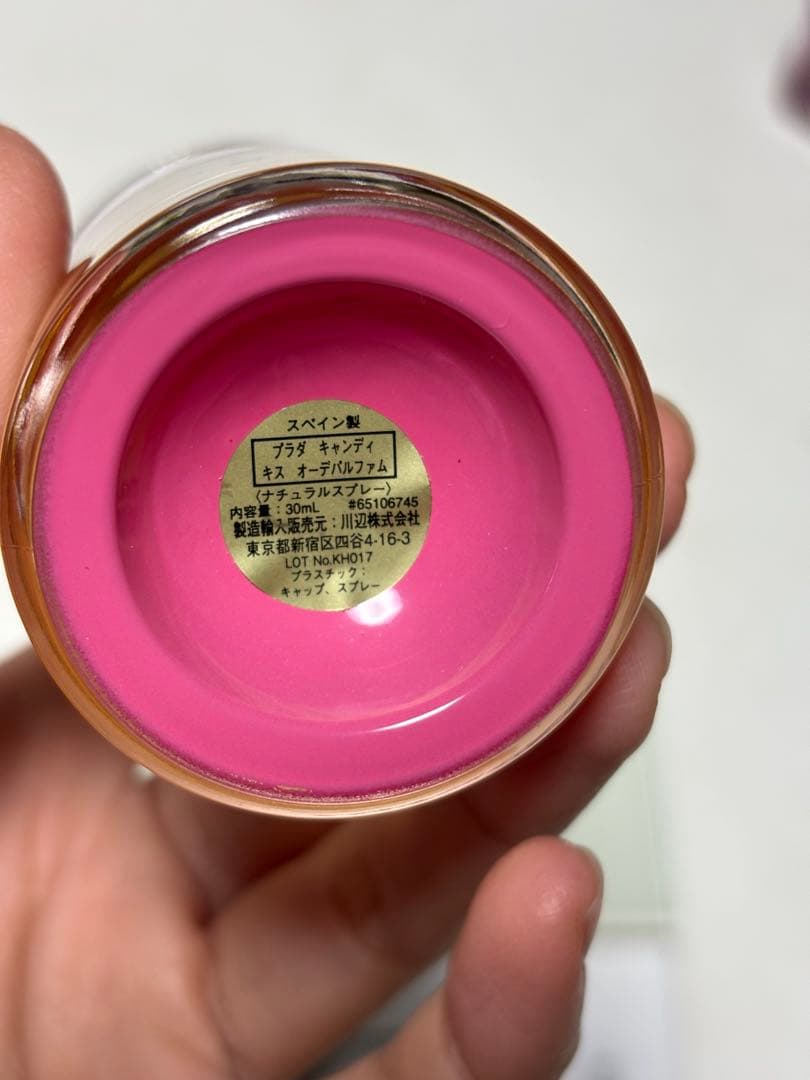 スペイン製
プラダ キャンディ
キス オーデパルファム
〈ナチュラルスプレー〉
内容量：30mL #65106745
製造輸入販売元：川辺株式会社
東京都新宿区四谷4-16-3
LOT No.KH017
プラスチック：
キャップ、スプレー